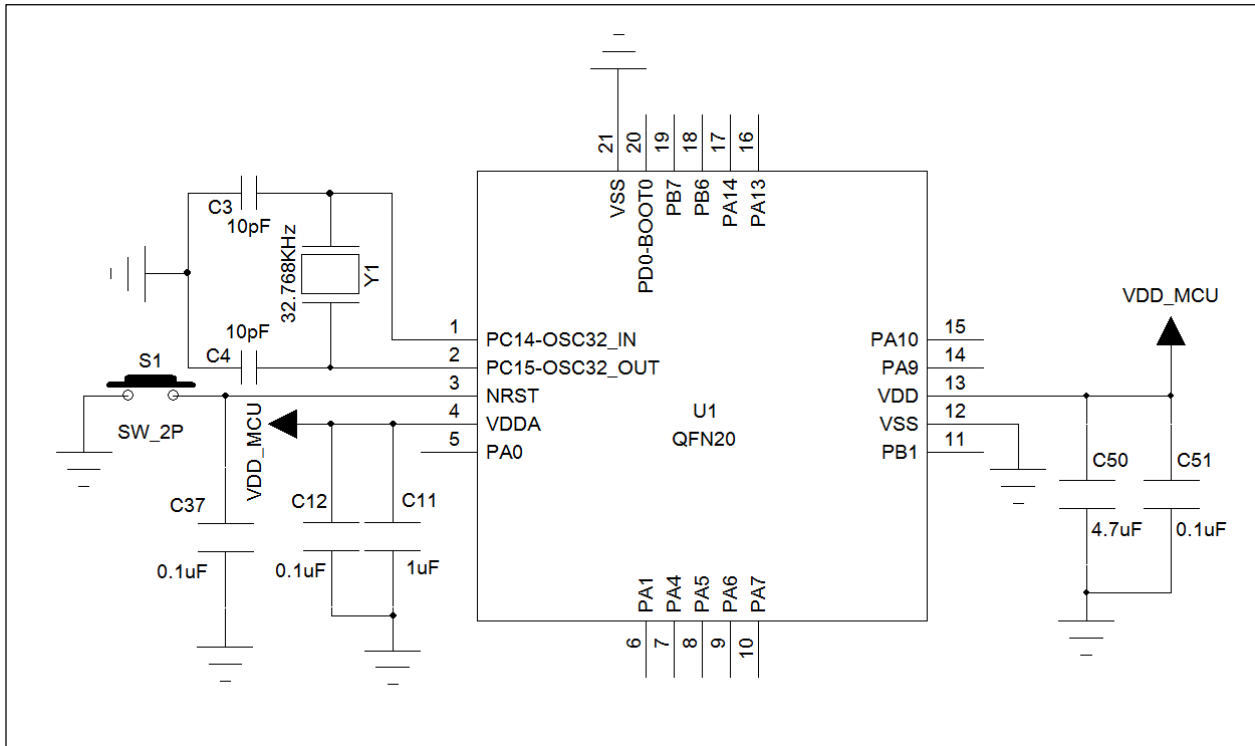 21
20
19
18
17
16
VSS
PD0-BOOT0
PB7
PB6
PA14
PA13
C3
10pF
32.768KHz
Y1
10pF
C4
S1
SW_2P
VDD_MCU
1
2
3
4
5
PC14-OSC32_IN
PC15-OSC32_OUT
NRST
VDDA
PA0
U1
QFN20
PA10
PA9
VDD
VSS
PB1
15
14
13
12
11
VDD_MCU
C37
0.1uF
C12
0.1uF
C11
1uF
C50
4.7uF
C51
0.1uF
PA1
PA4
PA5
PA6
PA7
6
7
8
9
10